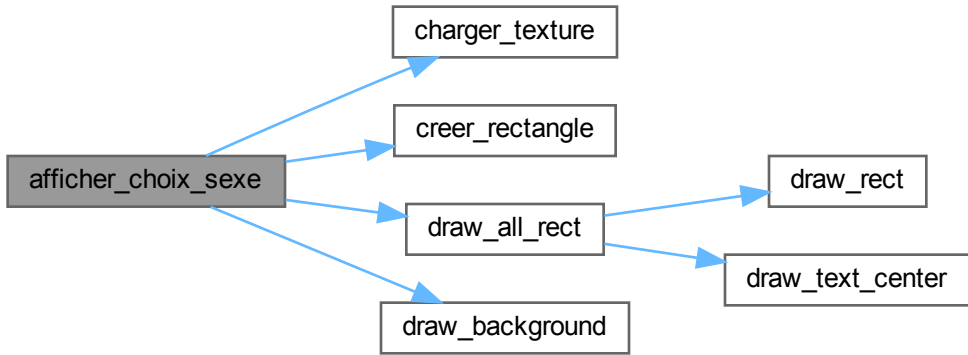 charger_texture
creer_rectangle
afficher_choix_sexe
draw_rect
draw_all_rect
draw_text_center
draw_background